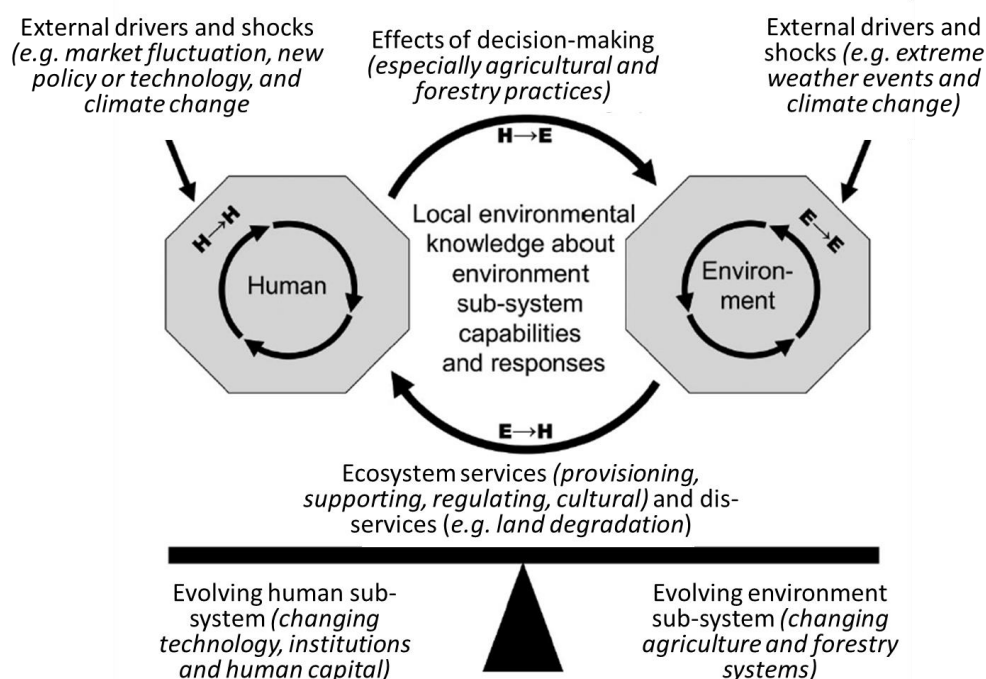 External drivers and shocks
(e.g. market fluctuation, new
policy or technology, and
climate change
Effects of decision-making
(especially agricultural and
forestry practices)
External drivers and
shocks (e.g. extreme
weather events and
climate change)
H→E
H→H
Human
Local environmental
knowledge about
environment
sub-system
capabilities
and responses
E→E
Environ-
ment
E→H
Ecosystem services (provisioning,
supporting, regulating, cultural) and dis-
services (e.g. land degradation)
Evolving human sub-
system (changing
technology, institutions
and human capital)
Evolving environment
sub-system (changing
agriculture and forestry
systems)